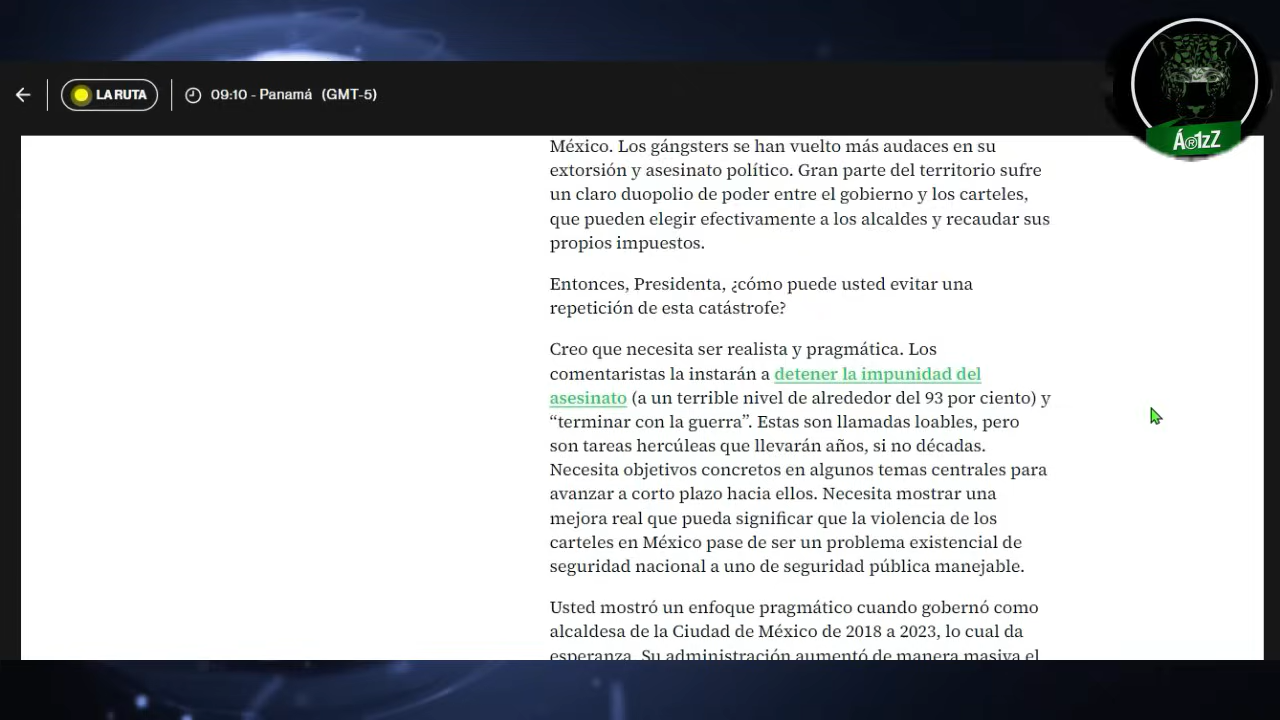 LA RUTA
09:10 - Panamá (GMT-5)
Á®1zZ
México. Los gángsters se han vuelto más audaces en su
extorsión y asesinato político. Gran parte del territorio sufre
un claro duopolio de poder entre el gobierno y los carteles,
que pueden elegir efectivamente a los alcaldes y recaudar sus
propios impuestos.
Entonces, Presidenta, ¿cómo puede usted evitar una
repetición de esta catástrofe?
Creo que necesita ser realista y pragmática. Los
comentaristas la instarán a detener la impunidad del
asesinato (a un terrible nivel de alrededor del 93 por ciento) y
“terminar con la guerra”. Estas son llamadas loables, pero
son tareas hercúleas que llevarán años, si no décadas.
Necesita objetivos concretos en algunos temas centrales para
avanzar a corto plazo hacia ellos. Necesita mostrar una
mejora real que pueda significar que la violencia de los
carteles en México pase de ser un problema existencial de
seguridad nacional a uno de seguridad pública manejable.
Usted mostró un enfoque pragmático cuando gobernó como
alcaldesa de la Ciudad de México de 2018 a 2023, lo cual da
esperanza. Su administración aumentó de manera masiva el